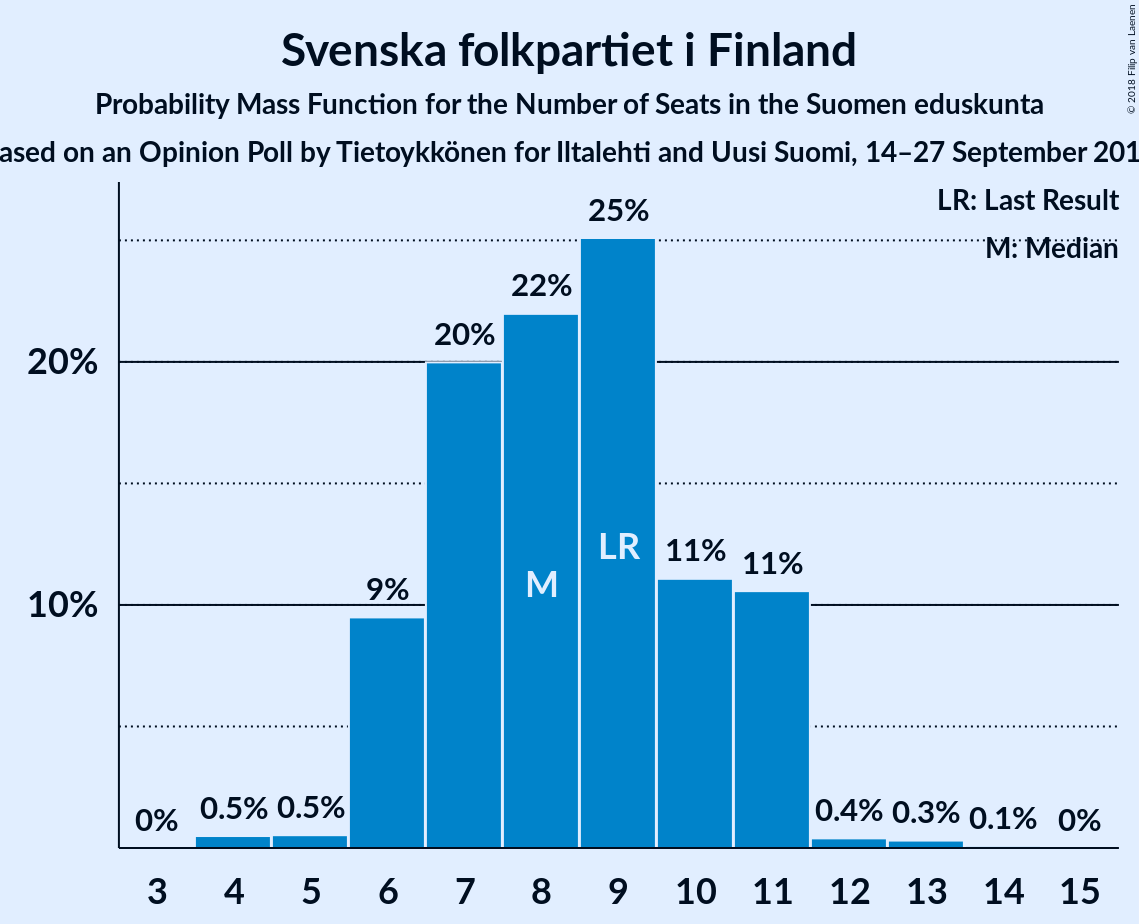 Svenska folkpartiet i Finland
Probability Mass Function for the Number of Seats in the Suomen eduskunta
on an Opinion Poll by Tietoykkönen for Iltalehti and Uusi Suomi, 14–27 September
© 2018 Filip van Laenen
LR: Last Result
M: Median
25%
22%
20%
20%
LR
11%
11%
M
9%
10%
0%
0.5%
0.5%
0.4%
0.3%
0.1%
0%
3 4 5 6 7 8 9 10 11 12 13 14 15